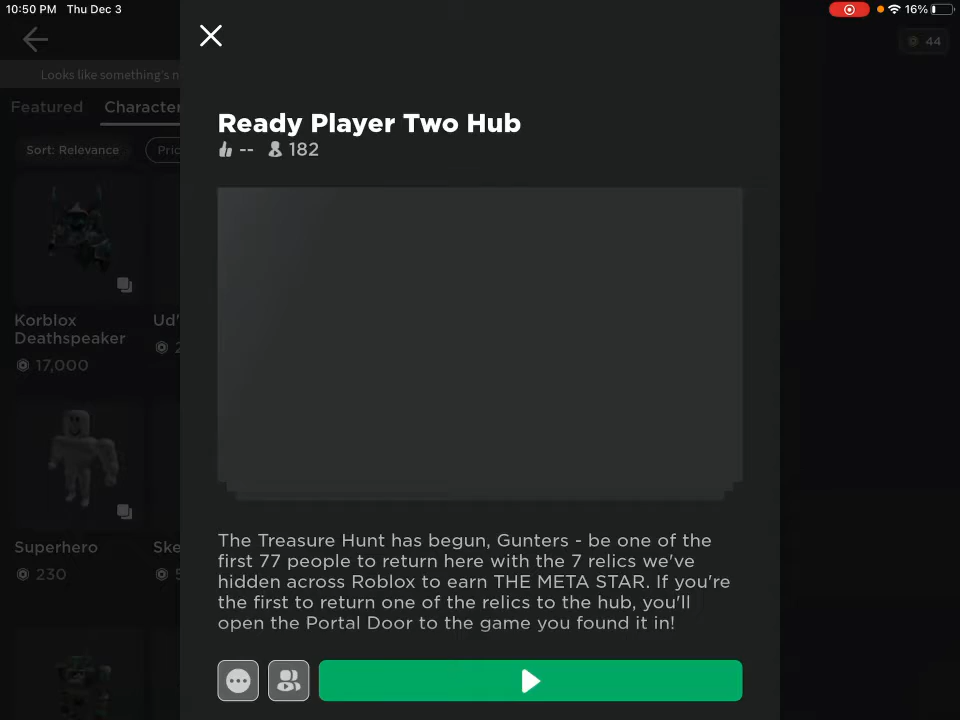 10:50 PM Thu Dec 3
16%
44
Looks like something's n
Featured Character
Sort: Relevance Pric
Korblox
Deathspeaker
17,000
Ud'
2
Superhero
230
Ske
5
Ready Player Two Hub
-- 182
The Treasure Hunt has begun, Gunters - be one of the
first 77 people to return here with the 7 relics we've
hidden across Roblox to earn THE META STAR. If you're
the first to return one of the relics to the hub, you'll
open the Portal Door to the game you found it in!